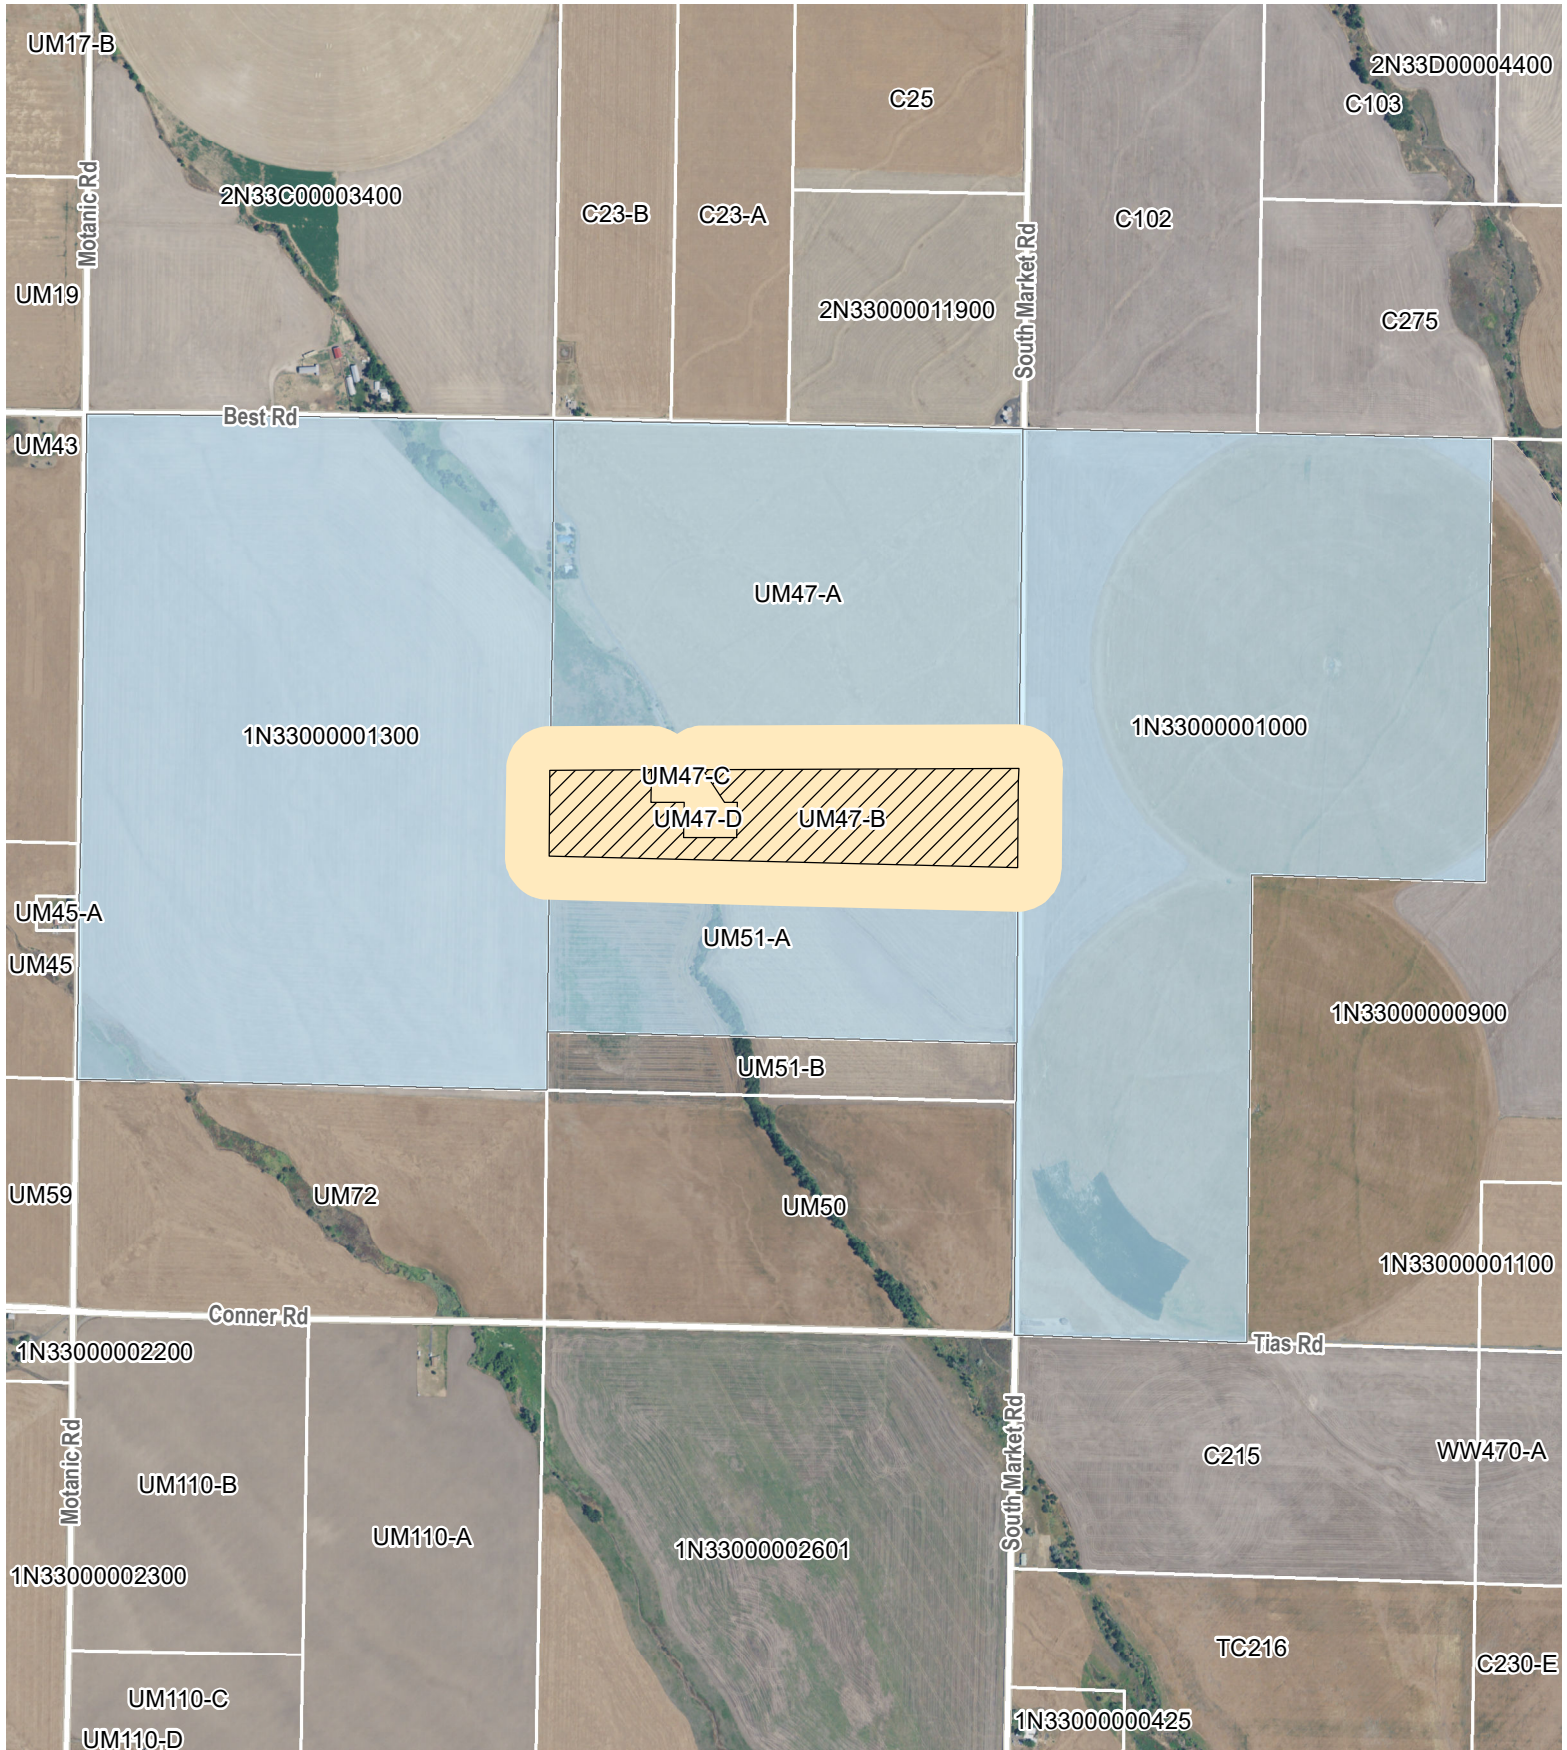 UM17-B
2N33D00004400
C25
C103
Motanic Rd
2N33C00003400
C23-B
C23-A
C102
South Market Rd
UM19
2N33000011900
C275
Best Rd
UM43
UM47-A
1N33000001300
1N33000001000
UM47-C
UM47-D
UM47-B
UM45-A
UM51-A
UM45
1N33000000900
UM51-B
UM59
UM72
UM50
1N33000001100
Conner Rd
1N33000002200
Tias Rd
Motanic Rd
South Market Rd
UM110-B
C215
WW470-A
UM110-A
1N33000002601
1N33000002300
TC216
C230-E
UM110-C
1N33000000425
UM110-D